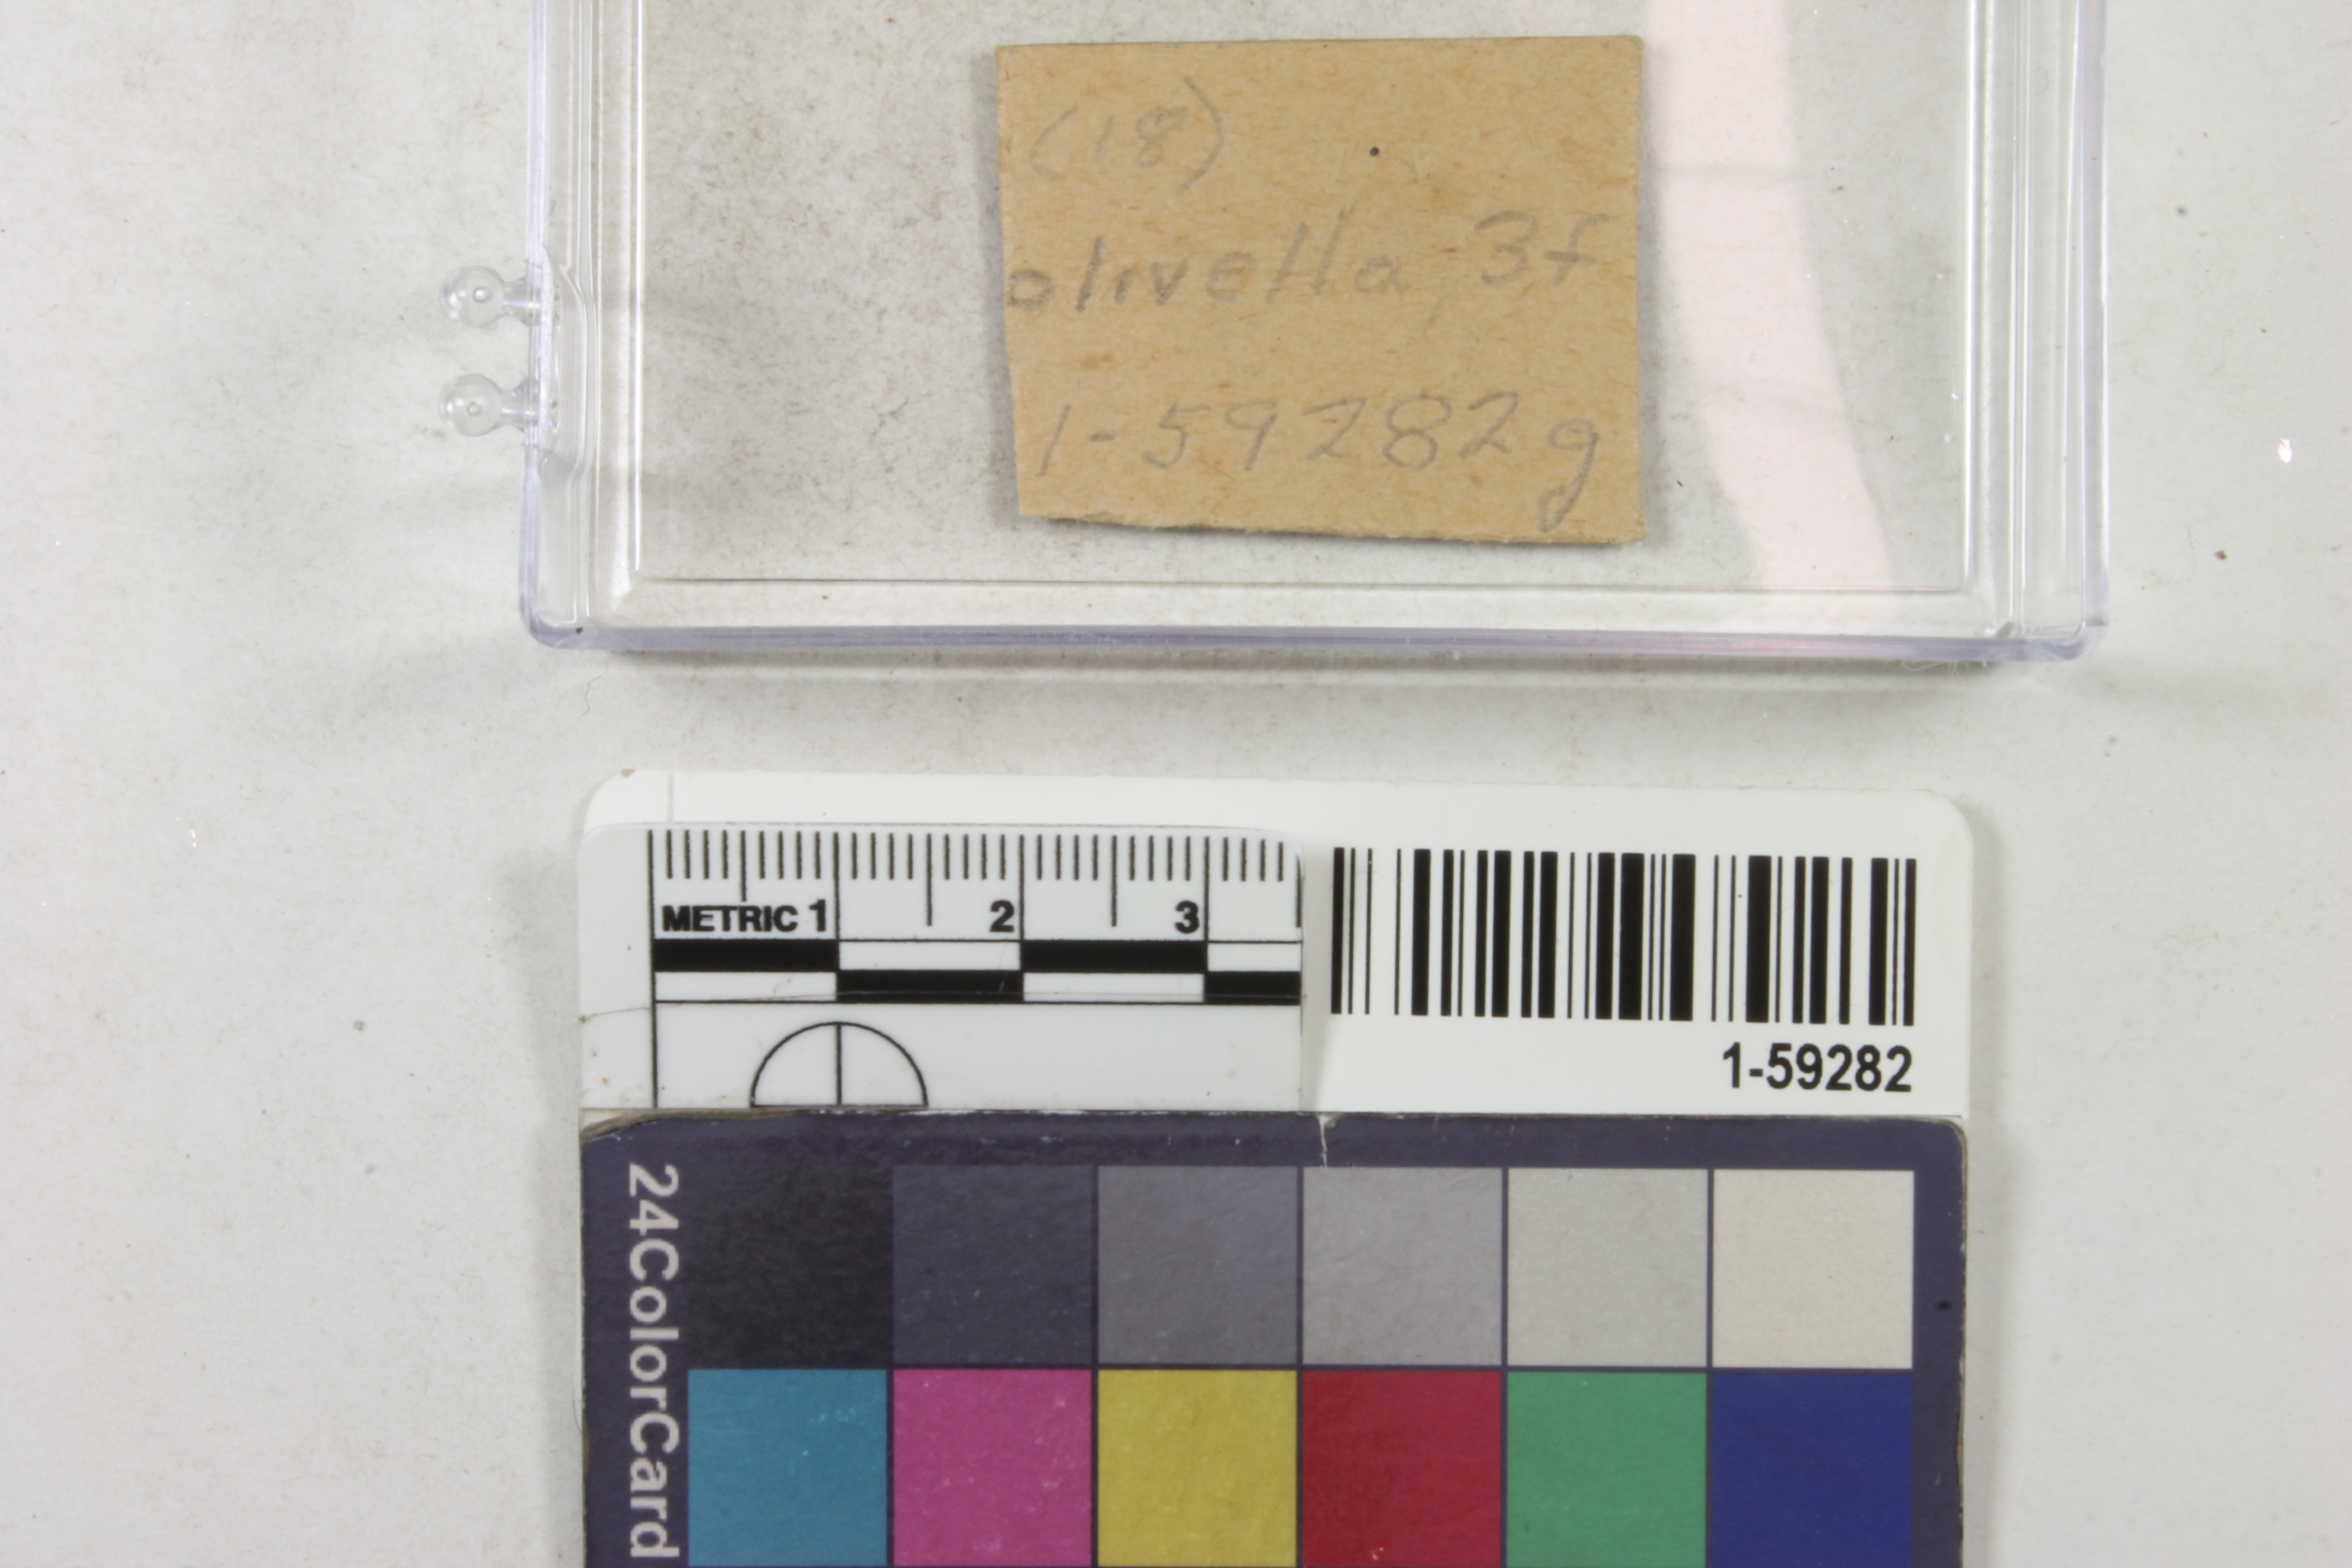 (18)
olivella 3f
1-59282g
METRIC 1 2 3
1-59282
24ColorCard